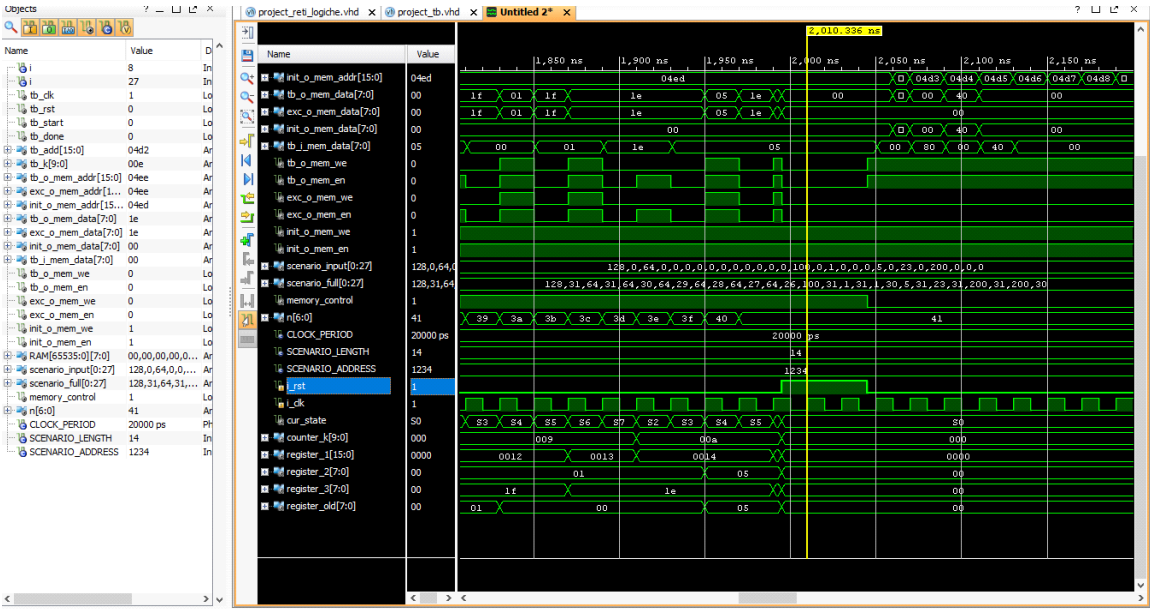 Objects
project_reti_logiche.vhd
project_tb.vhd
Untitled 2*
Name Value D
i 8 In
i 27 In
tb_clk 1 Lo
tb_rst 0 Lo
tb_start 0 Lo
tb_done 0 Lo
tb_add[15:0] 04d2 Ar
tb_k[9:0] 00e Ar
tb_o_mem_addr[15:0] 04ee Ar
exc_o_mem_addr[1... 04ee Ar
init_o_mem_addr[15... 04ed Ar
tb_o_mem_data[7:0] 1e Ar
exc_o_mem_data[7:0] 1e Ar
init_o_mem_data[7:0] 00 Ar
tb_i_mem_data[7:0] 00 Ar
tb_o_mem_we 0 Lo
tb_o_mem_en 0 Lo
exc_o_mem_we 0 Lo
exc_o_mem_en 0 Lo
init_o_mem_we 1 Lo
init_o_mem_en 1 Lo
RAM[65535:0][7:0] 00,00,00,00,0... Ar
scenario_input[0:27] 128,0,64,0,0,... Ar
scenario_full[0:27] 128,31,64,31,... Ar
memory_control 1 Lo
n[6:0] 41 Ar
CLOCK_PERIOD 20000 ps Ph
SCENARIO_LENGTH 14 In
SCENARIO_ADDRESS 1234 In
2,010.336 ns
Name Value
1,850 ns 1,900 ns 1,950 ns 2,000 ns 2,050 ns 2,100 ns 2,150 ns
init_o_mem_addr[15:0] 04ed 04ed 04d3 04d4 04d5 04d6 04d7 04d8
tb_o_mem_data[7:0] 00 1f 01 1f 1e 05 1e 00 00 40 00
exc_o_mem_data[7:0] 00 1f 01 1f 1e 05 1e 00
init_o_mem_data[7:0] 00 00 00 40 00
tb_i_mem_data[7:0] 05 00 01 1e 05 00 80 00 40 00
tb_o_mem_we 0
tb_o_mem_en 0
exc_o_mem_we 0
exc_o_mem_en 0
init_o_mem_we 1
init_o_mem_en 1
scenario_input[0:27] 128,0,64,0 128,0,64,0,0,0,0,0,0,0,0,0,0,100,0,1,0,0,0,5,0,23,0,200,0,0,0
scenario_full[0:27] 128,31,64 128,31,64,31,64,30,64,29,64,28,64,27,64,26,100,31,1,31,1,30,5,31,23,31,200,31,200,30
memory_control 1
n[6:0] 41 39 3a 3b 3c 3d 3e 3f 40 41
CLOCK_PERIOD 20000 ps 20000 ps
SCENARIO_LENGTH 14 14
SCENARIO_ADDRESS 1234 1234
i_rst 1
i_clk 1
cur_state S0 S3 S4 S5 S6 S7 S2 S3 S4 S5 S0
counter_k[9:0] 000 009 00a 000
register_1[15:0] 0000 0012 0013 0014 0000
register_2[7:0] 00 01 05 00
register_3[7:0] 00 1f 1e 00
register_old[7:0] 00 01 00 05 00